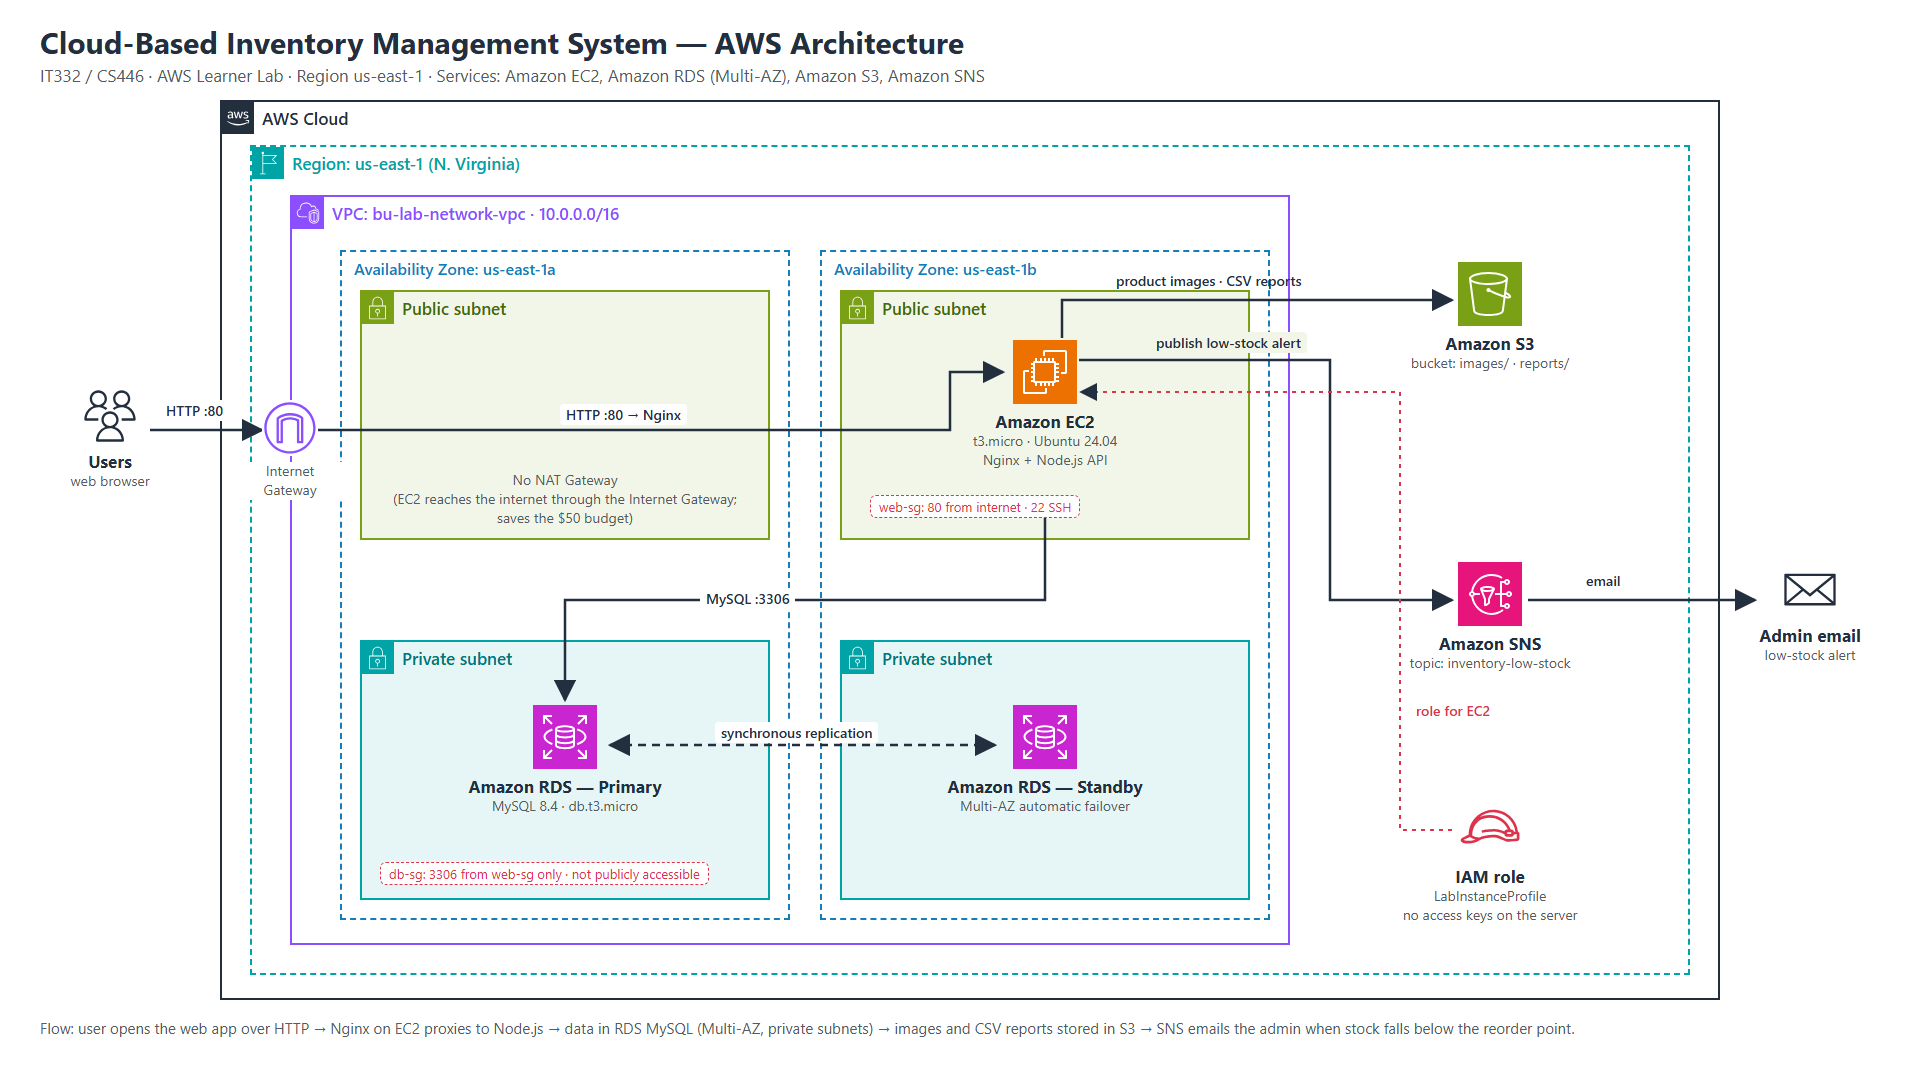 Cloud-Based Inventory Management System — AWS Architecture
IT332 / CS446 · AWS Learner Lab · Region us-east-1 · Services: Amazon EC2, Amazon RDS (Multi-AZ), Amazon S3, Amazon SNS
aws
AWS Cloud
Region: us-east-1 (N. Virginia)
VPC: bu-lab-network-vpc · 10.0.0.0/16
Availability Zone: us-east-1a
Availability Zone: us-east-1b
product images · CSV reports
Public subnet
Public subnet
publish low-stock alert
Amazon S3
bucket: images/ · reports/
HTTP :80
HTTP :80 → Nginx
Amazon EC2
t3.micro · Ubuntu 24.04
Nginx + Node.js API
Users
web browser
Internet
Gateway
No NAT Gateway
(EC2 reaches the internet through the Internet Gateway;
saves the $50 budget)
web-sg: 80 from internet · 22 SSH
MySQL :3306
email
Amazon SNS
topic: inventory-low-stock
Admin email
low-stock alert
Private subnet
Private subnet
role for EC2
synchronous replication
Amazon RDS — Primary
MySQL 8.4 · db.t3.micro
Amazon RDS — Standby
Multi-AZ automatic failover
db-sg: 3306 from web-sg only · not publicly accessible
IAM role
LabInstanceProfile
no access keys on the server
Flow: user opens the web app over HTTP → Nginx on EC2 proxies to Node.js → data in RDS MySQL (Multi-AZ, private subnets) → images and CSV reports stored in S3 → SNS emails the admin when stock falls below the reorder point.